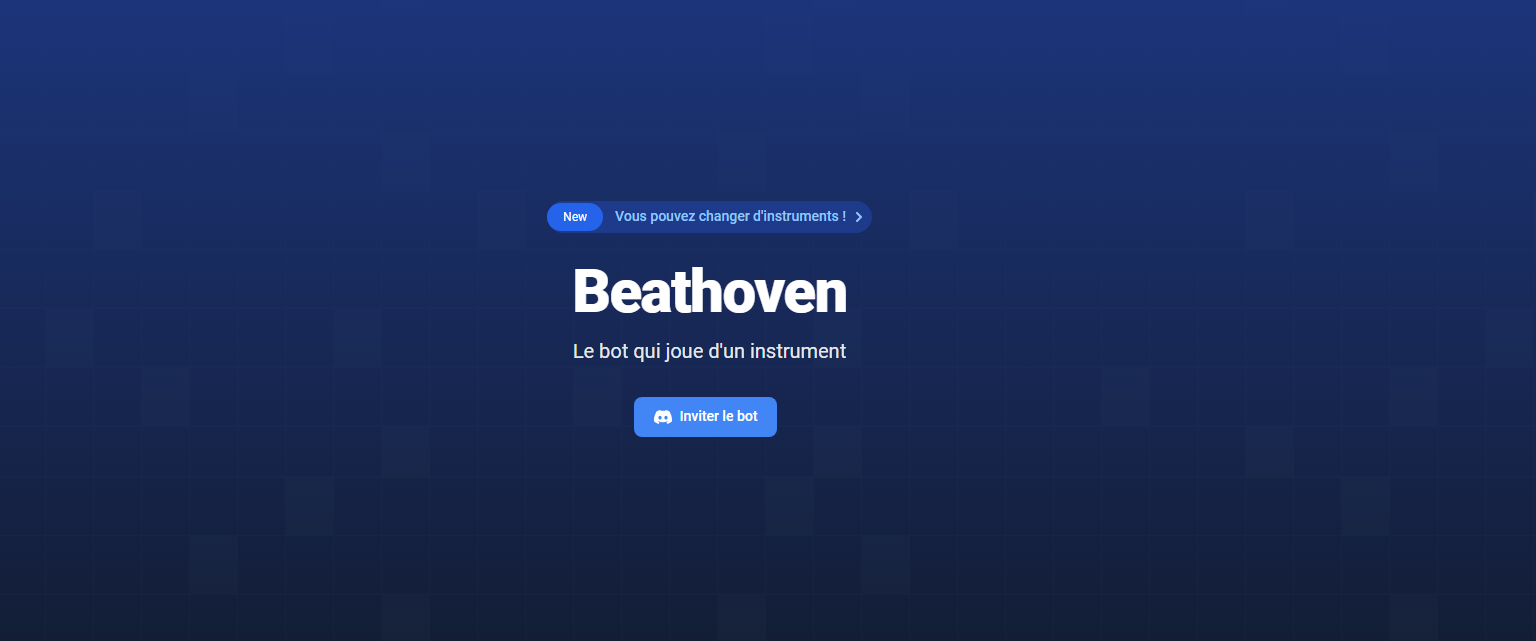 New Vous pouvez changer d'instruments !
Beathoven
Le bot qui joue d'un instrument
Inviter le bot